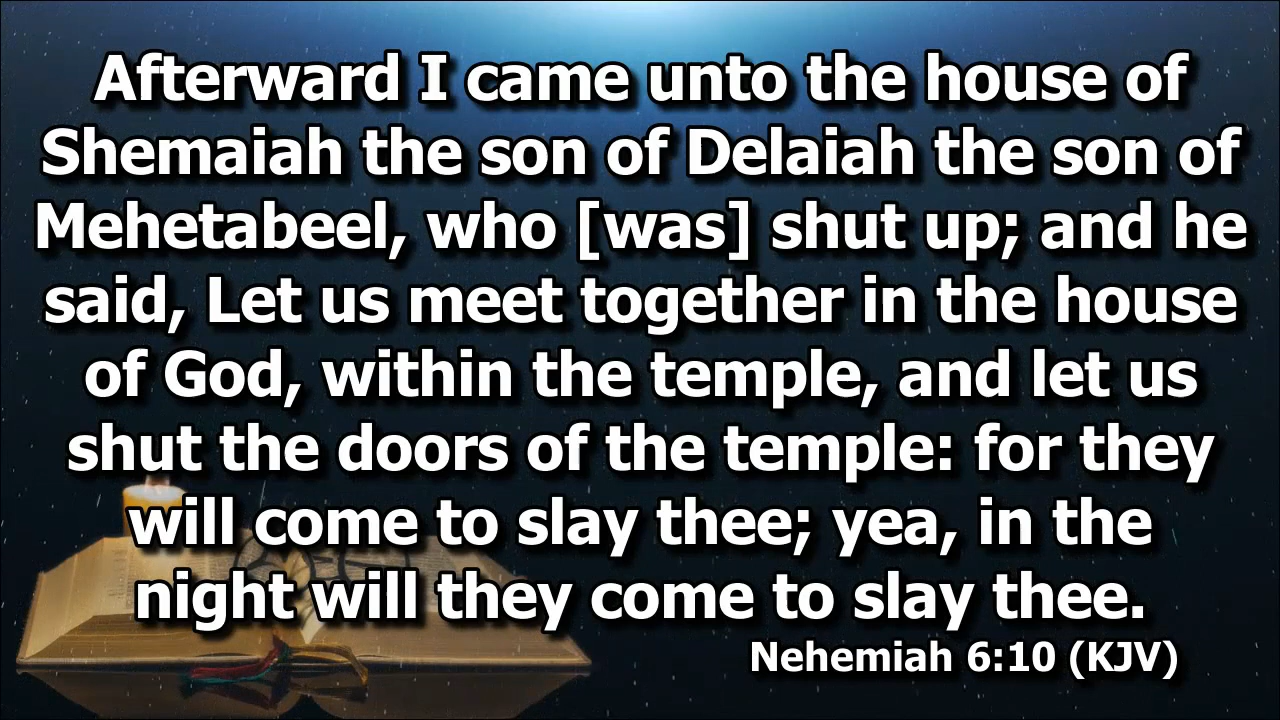 Afterward I came unto the house of
Shemaiah the son of Delaiah the son of
Mehetabeel, who [was] shut up; and he
said, Let us meet together in the house
of God, within the temple, and let us
shut the doors of the temple: for they
will come to slay thee; yea, in the
night will they come to slay thee.
Nehemiah 6:10 (KJV)